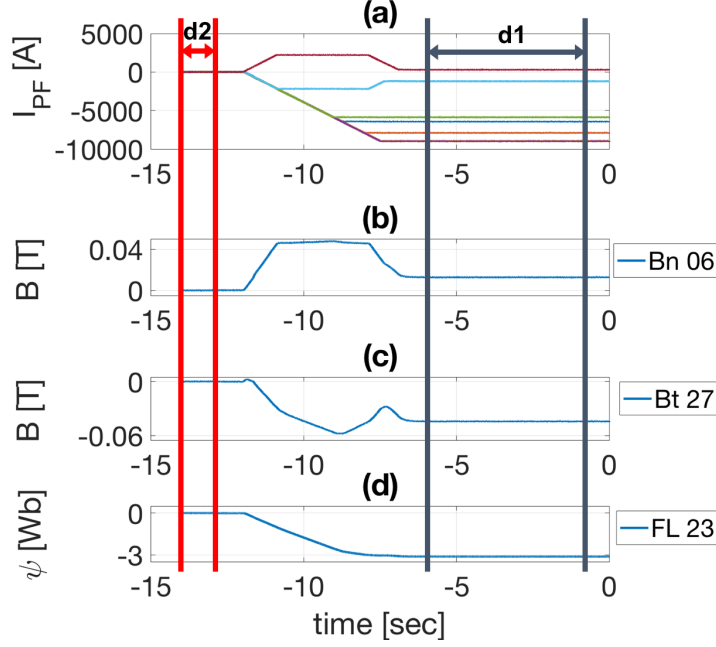 (a)
d2
d1
I_PF [A]
5000
0
-5000
-10000
-15
-10
-5
0
(b)
B [T]
0.04
0
Bn 06
-15
-10
-5
0
(c)
B [T]
0
-0.06
Bt 27
-15
-10
-5
0
(d)
ψ [Wb]
0
-3
FL 23
-15
-10
-5
0
time [sec]